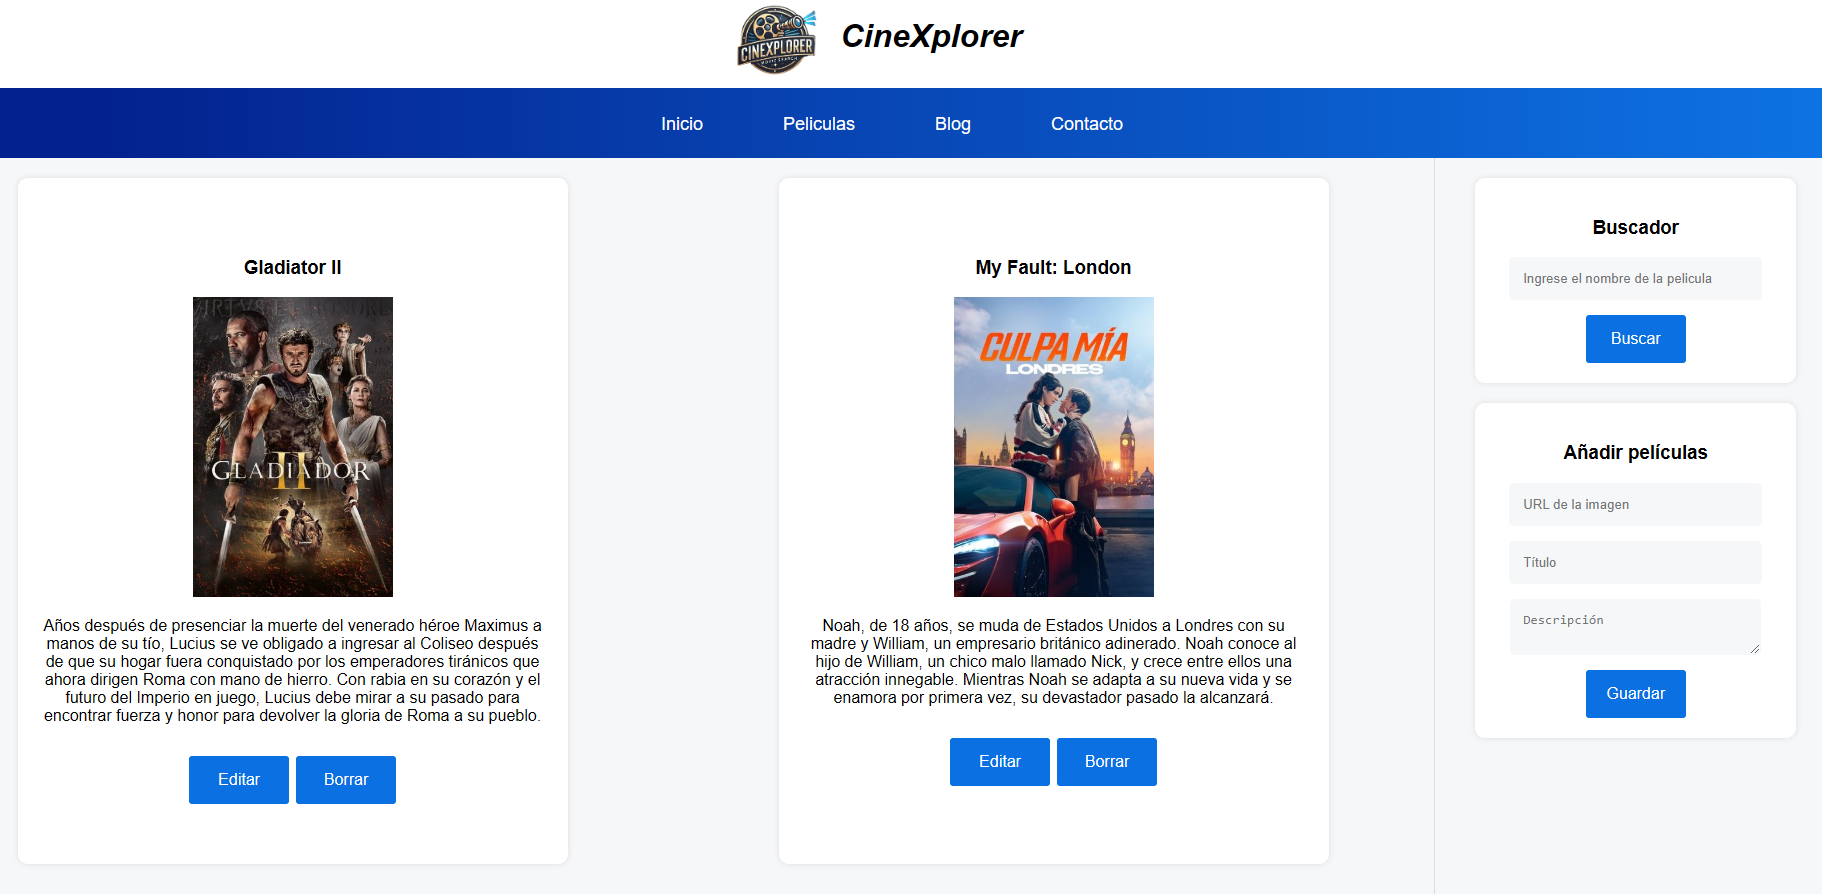 CINEXPLORER
MOVIE SEARCH
CineXplorer
Inicio
Peliculas
Blog
Contacto
Gladiator II
GLADIADOR
II
Años después de presenciar la muerte del venerado héroe Maximus a
manos de su tío, Lucius se ve obligado a ingresar al Coliseo después
de que su hogar fuera conquistado por los emperadores tiránicos que
ahora dirigen Roma con mano de hierro. Con rabia en su corazón y el
futuro del Imperio en juego, Lucius debe mirar a su pasado para
encontrar fuerza y honor para devolver la gloria de Roma a su pueblo.
Editar
Borrar
My Fault: London
CULPA MÍA
LONDRES
Noah, de 18 años, se muda de Estados Unidos a Londres con su
madre y William, un empresario británico adinerado. Noah conoce al
hijo de William, un chico malo llamado Nick, y crece entre ellos una
atracción innegable. Mientras Noah se adapta a su nueva vida y se
enamora por primera vez, su devastador pasado la alcanzará.
Editar
Borrar
Buscador
Ingrese el nombre de la pelicula
Buscar
Añadir películas
URL de la imagen
Título
Descripción
Guardar